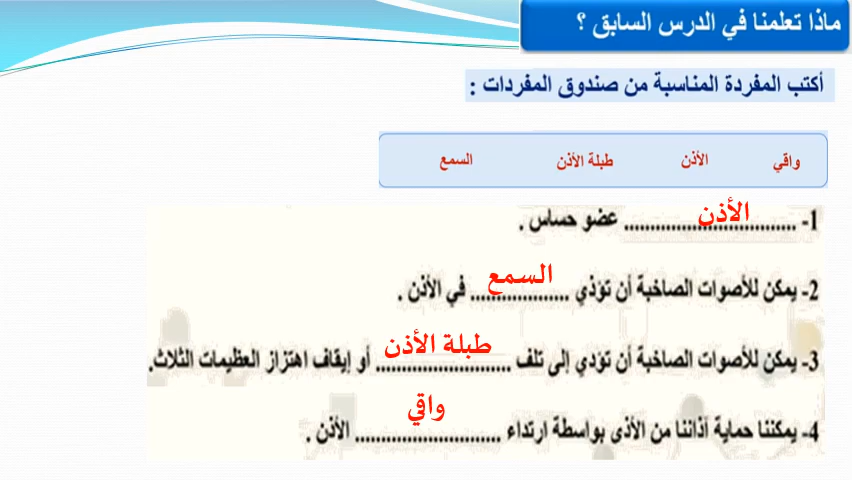 ماذا تعلمنا في الدرس السابق ؟
أكتب المفردة المناسبة من صندوق المفردات :
واقي الأذن طبلة الأذن السمع
1- ................الأذن................ عضو حساس .
2- يمكن للأصوات الصاخبة أن تؤذي .........السمع......... في الأذن .
3- يمكن للأصوات الصاخبة أن تؤدي إلى تلف .........طبلة الأذن......... أو إيقاف اهتزاز العظيمات الثلاث.
4- يمكننا حماية آذاننا من الأذى بواسطة ارتداء .........واقي......... الأذن .